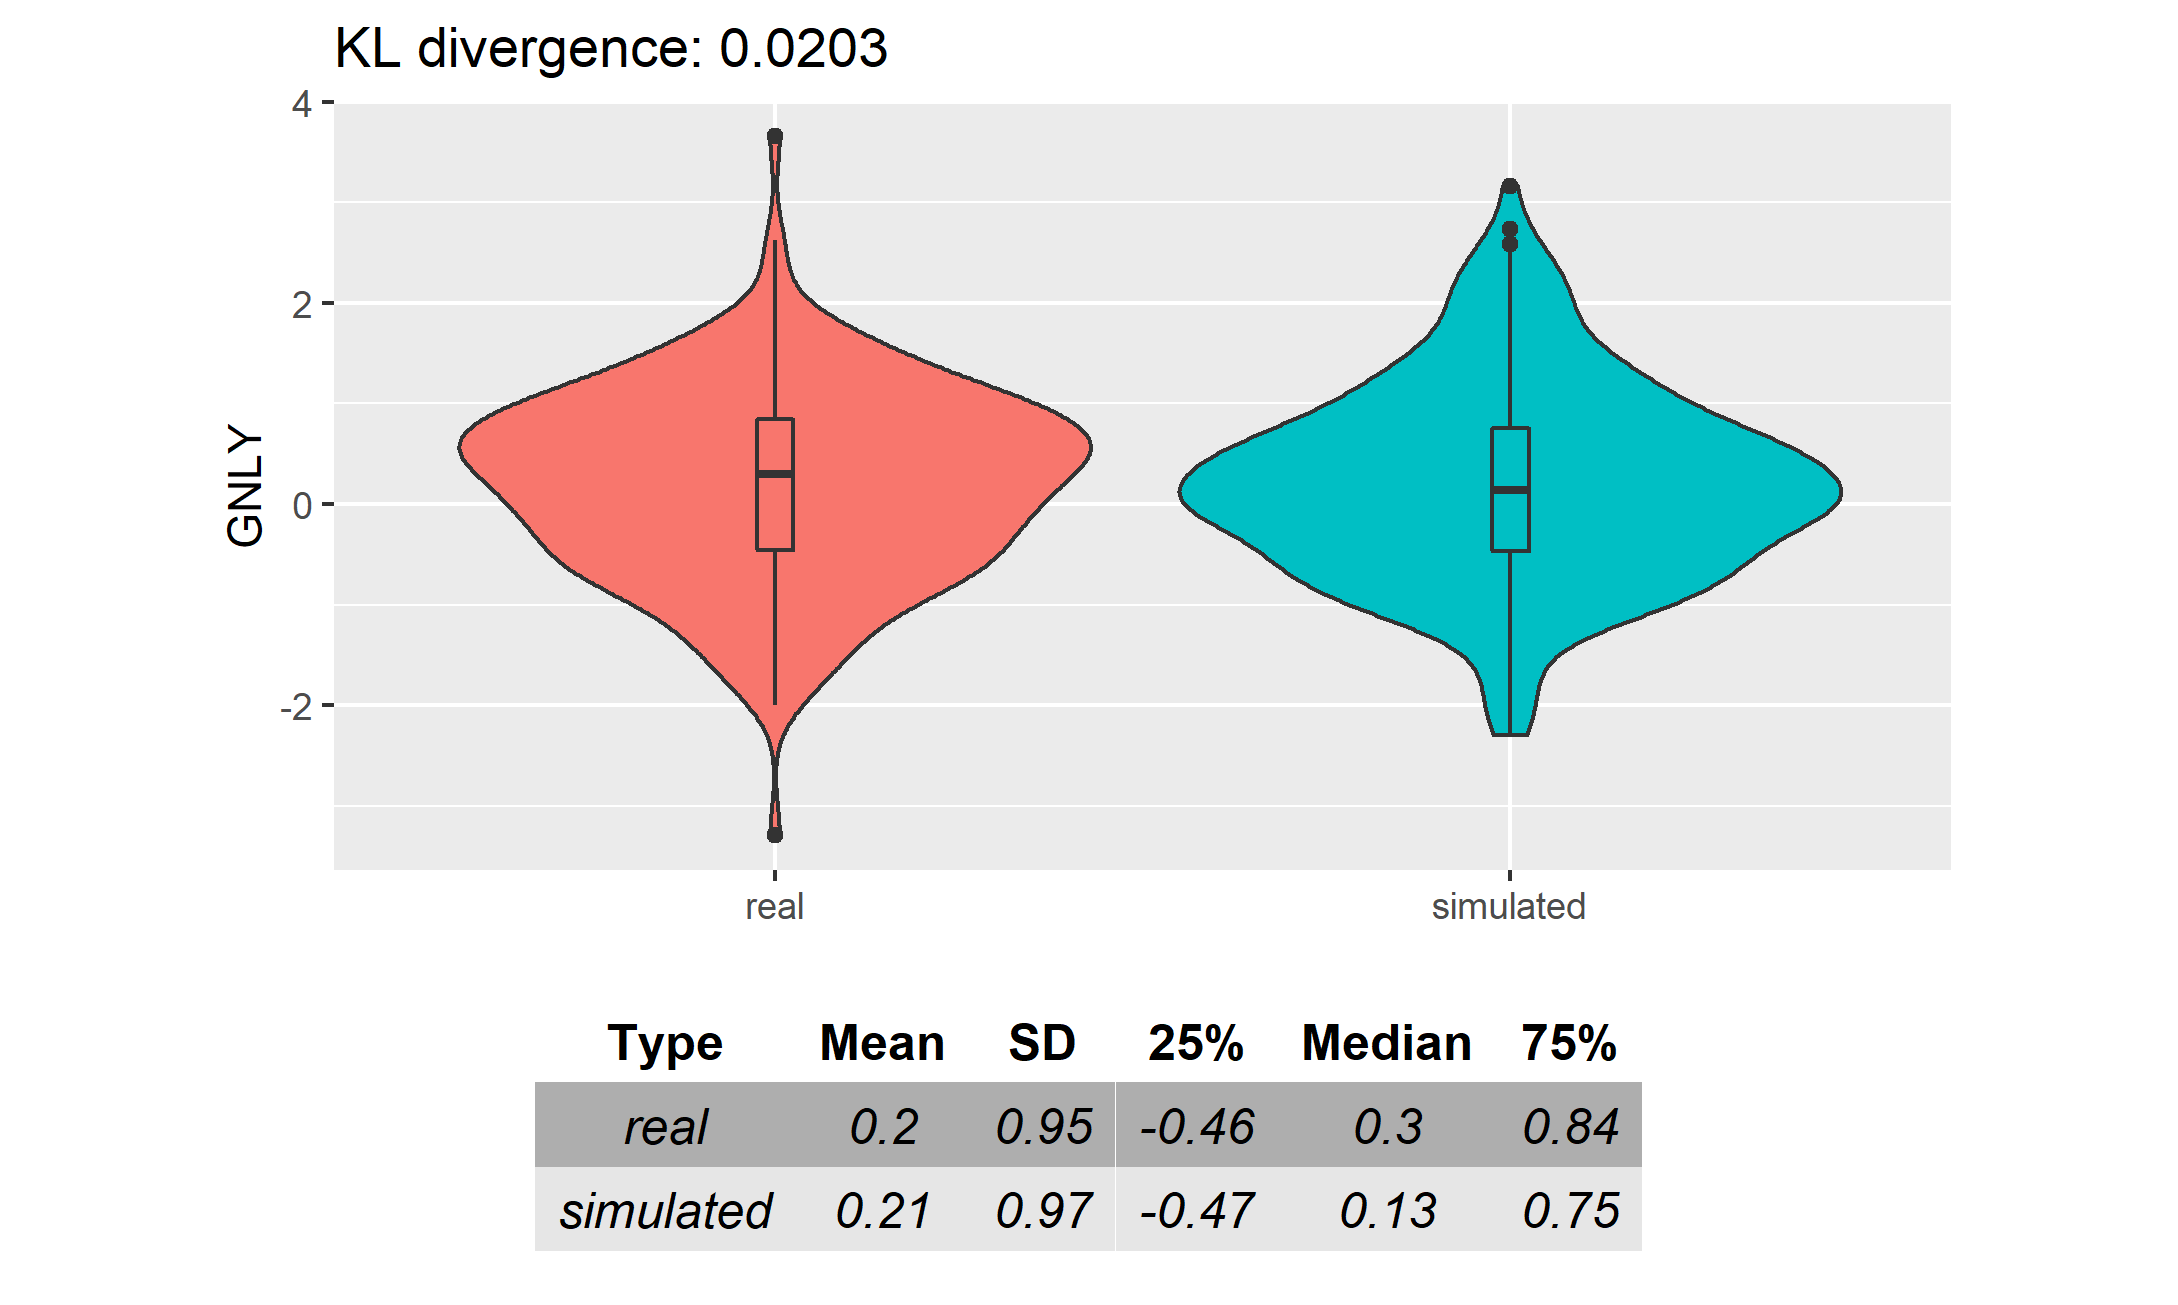 KL divergence: 0.0203
4
2
0
-2
GNLY
real simulated
Type Mean SD 25% Median 75%
real 0.2 0.95 -0.46 0.3 0.84
simulated 0.21 0.97 -0.47 0.13 0.75